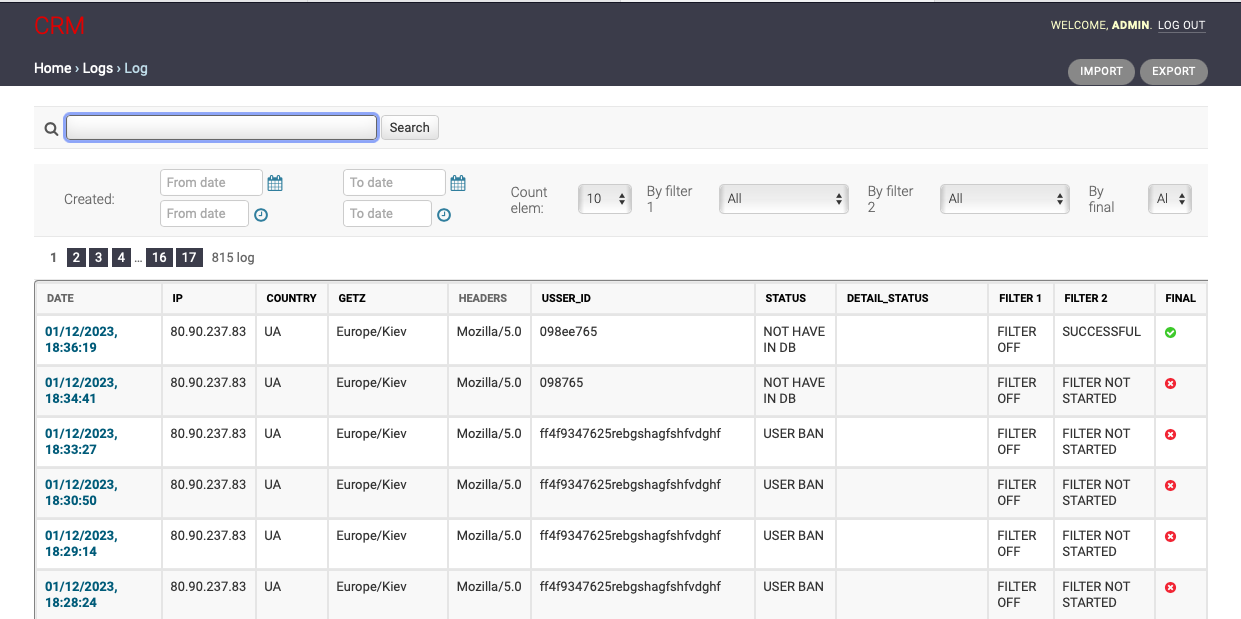 CRM
WELCOME, ADMIN. LOG OUT
Home › Logs › Log
IMPORT EXPORT
Search
Created:
From date
To date
From date
To date
Count elem:
10
By filter 1
All
By filter 2
All
By final
Al
1 2 3 4 ... 16 17 815 log
DATE IP COUNTRY GETZ HEADERS USSER_ID STATUS DETAIL_STATUS FILTER 1 FILTER 2 FINAL
01/12/2023, 80.90.237.83 UA Europe/Kiev Mozilla/5.0 098ee765 NOT HAVE FILTER SUCCESSFUL
18:36:19 IN DB OFF
01/12/2023, 80.90.237.83 UA Europe/Kiev Mozilla/5.0 098765 NOT HAVE FILTER FILTER NOT
18:34:41 IN DB OFF STARTED
01/12/2023, 80.90.237.83 UA Europe/Kiev Mozilla/5.0 ff4f9347625rebgshagfshfvdghf USER BAN FILTER FILTER NOT
18:33:27 OFF STARTED
01/12/2023, 80.90.237.83 UA Europe/Kiev Mozilla/5.0 ff4f9347625rebgshagfshfvdghf USER BAN FILTER FILTER NOT
18:30:50 OFF STARTED
01/12/2023, 80.90.237.83 UA Europe/Kiev Mozilla/5.0 ff4f9347625rebgshagfshfvdghf USER BAN FILTER FILTER NOT
18:29:14 OFF STARTED
01/12/2023, 80.90.237.83 UA Europe/Kiev Mozilla/5.0 ff4f9347625rebgshagfshfvdghf USER BAN FILTER FILTER NOT
18:28:24 OFF STARTED